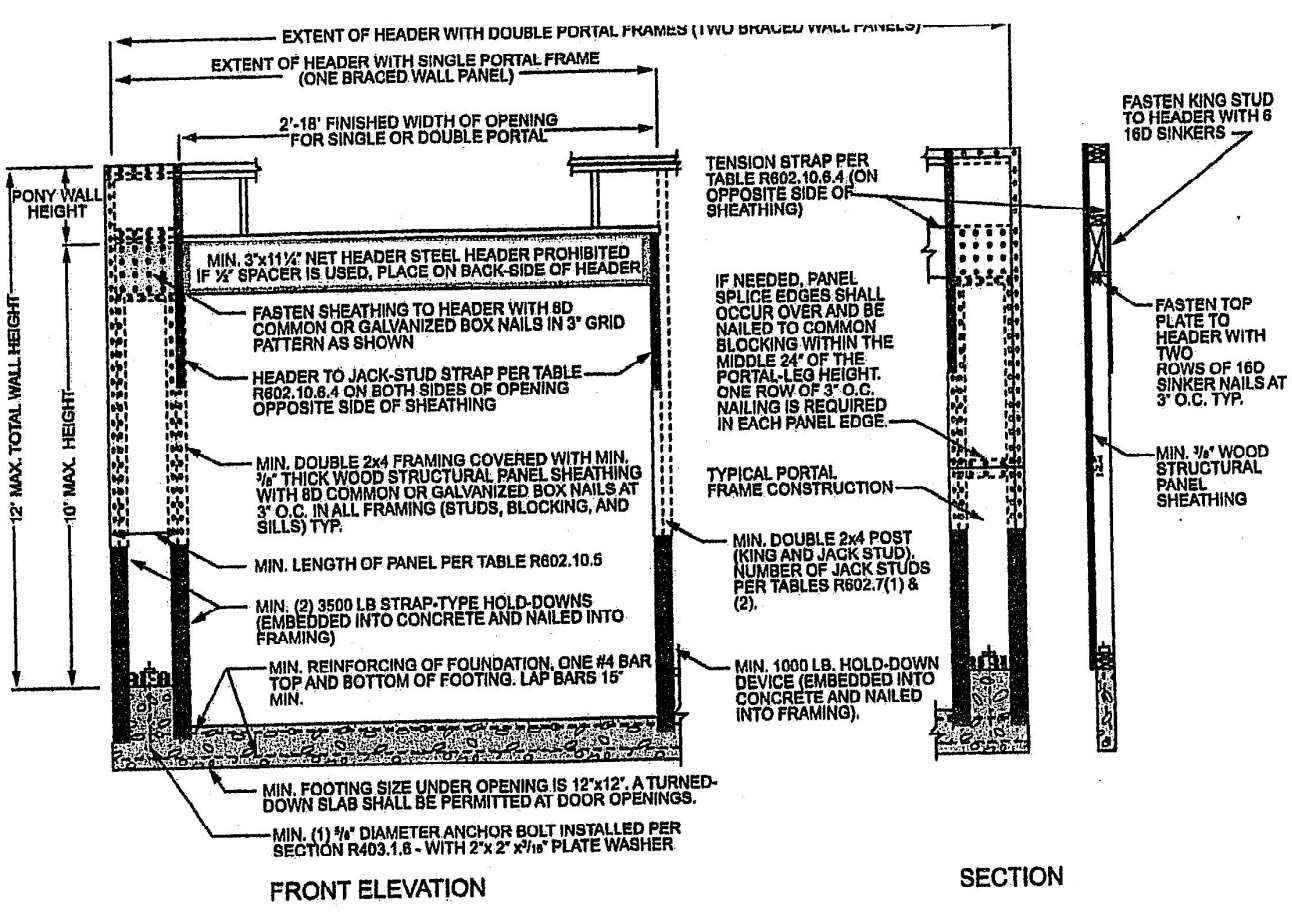 EXTENT OF HEADER WITH DOUBLE PORTAL FRAMES (TWO BRACED WALL PANELS)
EXTENT OF HEADER WITH SINGLE PORTAL FRAME
(ONE BRACED WALL PANEL)
2'-18' FINISHED WIDTH OF OPENING
FOR SINGLE OR DOUBLE PORTAL
PONY WALL
HEIGHT
12' MAX. TOTAL WALL HEIGHT
10' MAX. HEIGHT
MIN. 3"x11¼" NET HEADER STEEL HEADER PROHIBITED
IF ½" SPACER IS USED, PLACE ON BACK-SIDE OF HEADER
FASTEN SHEATHING TO HEADER WITH 8D
COMMON OR GALVANIZED BOX NAILS IN 3" GRID
PATTERN AS SHOWN
HEADER TO JACK-STUD STRAP PER TABLE
R602.10.6.4 ON BOTH SIDES OF OPENING
OPPOSITE SIDE OF SHEATHING
MIN. DOUBLE 2x4 FRAMING COVERED WITH MIN.
3/8" THICK WOOD STRUCTURAL PANEL SHEATHING
WITH 8D COMMON OR GALVANIZED BOX NAILS AT
3" O.C. IN ALL FRAMING (STUDS, BLOCKING, AND
SILLS) TYP.
MIN. LENGTH OF PANEL PER TABLE R602.10.5
MIN. (2) 3500 LB STRAP-TYPE HOLD-DOWNS
(EMBEDDED INTO CONCRETE AND NAILED INTO
FRAMING)
MIN. REINFORCING OF FOUNDATION, ONE #4 BAR
TOP AND BOTTOM OF FOOTING. LAP BARS 15"
MIN.
MIN. FOOTING SIZE UNDER OPENING IS 12"x12". A TURNED-
DOWN SLAB SHALL BE PERMITTED AT DOOR OPENINGS.
MIN. (1) 5/8" DIAMETER ANCHOR BOLT INSTALLED PER
SECTION R403.1.6 - WITH 2"x 2" x3/16" PLATE WASHER
FRONT ELEVATION
TENSION STRAP PER
TABLE R602.10.6.4 (ON
OPPOSITE SIDE OF
SHEATHING)
IF NEEDED, PANEL
SPLICE EDGES SHALL
OCCUR OVER AND BE
NAILED TO COMMON
BLOCKING WITHIN THE
MIDDLE 24" OF THE
PORTAL-LEG HEIGHT.
ONE ROW OF 3" O.C.
NAILING IS REQUIRED
IN EACH PANEL EDGE.
TYPICAL PORTAL
FRAME CONSTRUCTION
MIN. DOUBLE 2x4 POST
(KING AND JACK STUD).
NUMBER OF JACK STUDS
PER TABLES R602.7(1) &
(2).
MIN. 1000 LB. HOLD-DOWN
DEVICE (EMBEDDED INTO
CONCRETE AND NAILED
INTO FRAMING).
FASTEN KING STUD
TO HEADER WITH 6
16D SINKERS
FASTEN TOP
PLATE TO
HEADER WITH
TWO
ROWS OF 16D
SINKER NAILS AT
3" O.C. TYP.
MIN. 3/8" WOOD
STRUCTURAL
PANEL
SHEATHING
SECTION